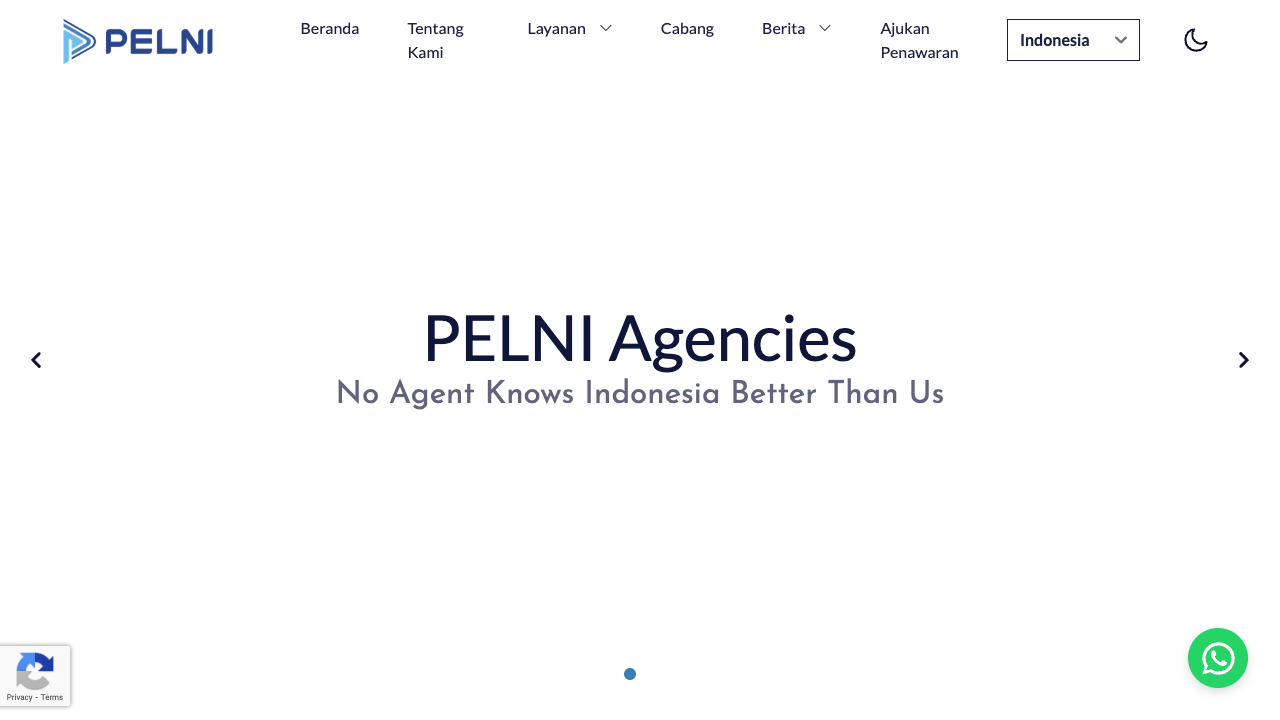 PELNI
Beranda
Tentang
Kami
Layanan
Cabang
Berita
Ajukan
Penawaran
Indonesia
PELNI Agencies
No Agent Knows Indonesia Better Than Us
Privacy - Terms